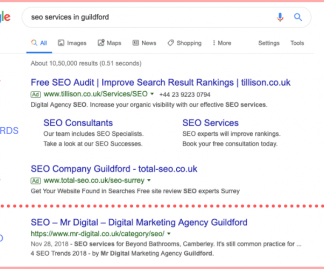 gle seo services in guildford
All Images Maps News Shopping More Settings Tools
About 10,50,000 results (0.51 seconds)
Free SEO Audit | Improve Search Result Rankings | tillison.co.uk
Ad www.tillison.co.uk/Services/SEO +44 23 9223 0794
Digital Agency SEO. Increase your organic visibility with our effective SEO services.
RDS
SEO Consultants SEO Services
Our team includes SEO Specialists. SEO experts will improve rankings.
Take a look at our SEO Successes. Book your free consultation today.
SEO Company Guildford - total-seo.co.uk
Ad www.total-seo.co.uk/seo-surrey
Get Your Website Found in Searches Free site review SEO experts Surrey
SEO – Mr Digital – Digital Marketing Agency Guildford
https://www.mr-digital.co.uk/category/seo/
Nov 28, 2018 - SEO services for Beyond Bathrooms, Camberley. It's still common practice for ...
4 SEO Trends 2018 - by Mr Digital Marketing Agency Guildford.